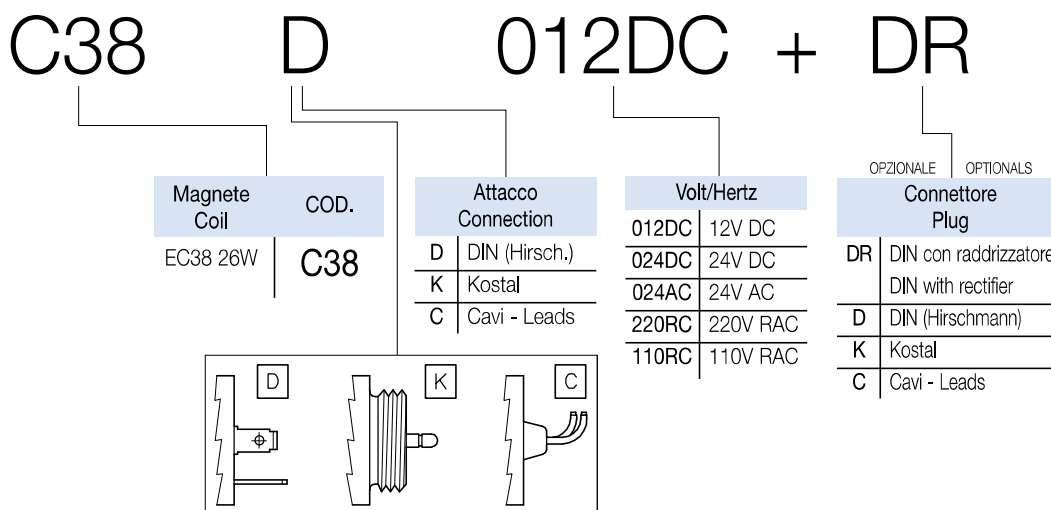 C38 D 012DC + DR
OPZIONALE OPTIONALS
Magnete
Coil
COD.
EC38 26W C38
Attacco
Connection
D DIN (Hirsch.)
K Kostal
C Cavi - Leads
Volt/Hertz
012DC 12V DC
024DC 24V DC
024AC 24V AC
220RC 220V RAC
110RC 110V RAC
Connettore
Plug
DR DIN con raddrizzatore
DIN with rectifier
D DIN (Hirschmann)
K Kostal
C Cavi - Leads
D K C